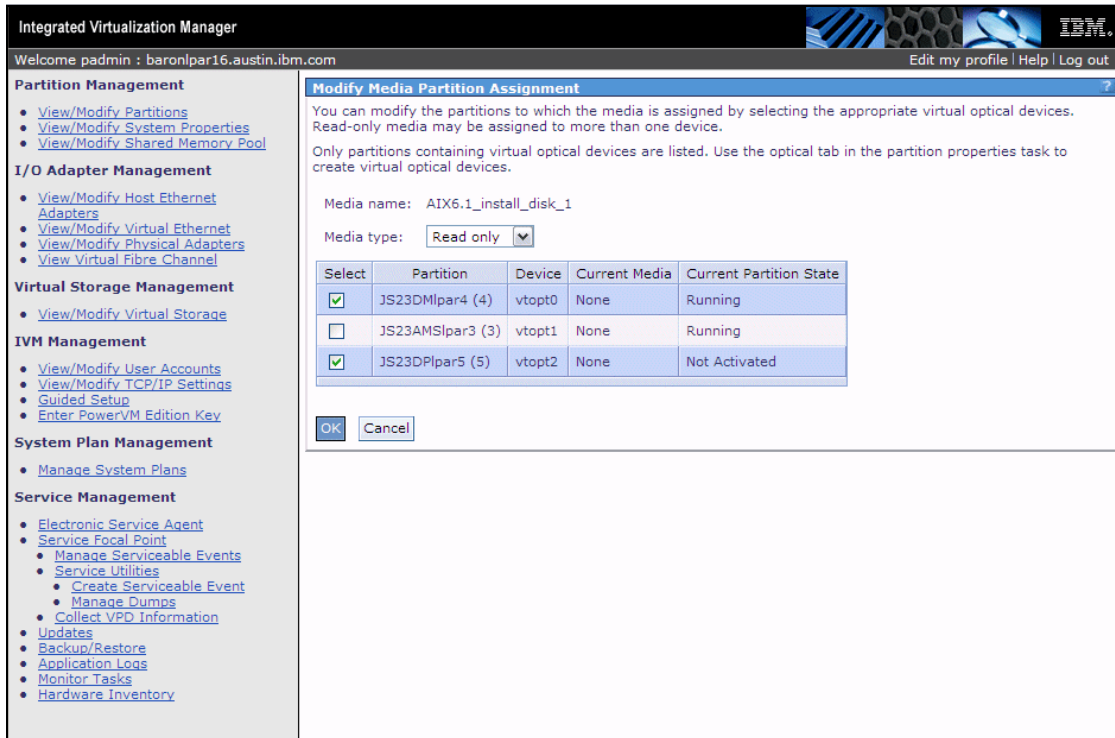 Integrated Virtualization Manager
IBM.
Welcome padmin : baronlpar16.austin.ibm.com
Edit my profile | Help | Log out
Partition Management
View/Modify Partitions
View/Modify System Properties
View/Modify Shared Memory Pool
I/O Adapter Management
View/Modify Host Ethernet
Adapters
View/Modify Virtual Ethernet
View/Modify Physical Adapters
View Virtual Fibre Channel
Virtual Storage Management
View/Modify Virtual Storage
IVM Management
View/Modify User Accounts
View/Modify TCP/IP Settings
Guided Setup
Enter PowerVM Edition Key
System Plan Management
Manage System Plans
Service Management
Electronic Service Agent
Service Focal Point
Manage Serviceable Events
Service Utilities
Create Serviceable Event
Manage Dumps
Collect VPD Information
Updates
Backup/Restore
Application Logs
Monitor Tasks
Hardware Inventory
Modify Media Partition Assignment
?
You can modify the partitions to which the media is assigned by selecting the appropriate virtual optical devices.
Read-only media may be assigned to more than one device.
Only partitions containing virtual optical devices are listed. Use the optical tab in the partition properties task to
create virtual optical devices.
Media name: AIX6.1_install_disk_1
Media type: Read only
Select Partition Device Current Media Current Partition State
JS23DMlpar4 (4) vtopt0 None Running
JS23AMSlpar3 (3) vtopt1 None Running
JS23DPlpar5 (5) vtopt2 None Not Activated
OK Cancel